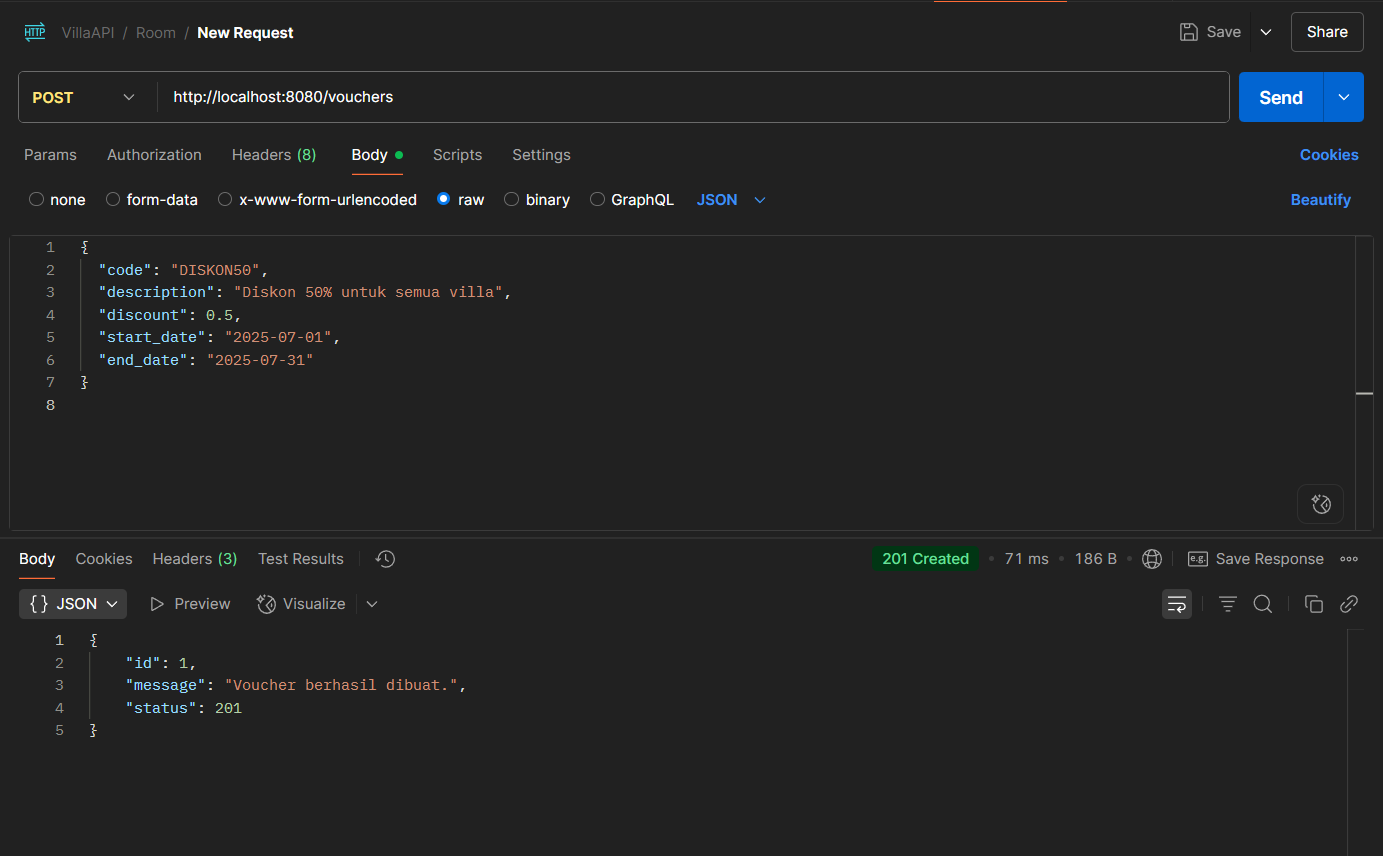 HTTP VillaAPI / Room / New Request Save Share
POST http://localhost:8080/vouchers Send
Params Authorization Headers (8) Body Scripts Settings Cookies
none form-data x-www-form-urlencoded raw binary GraphQL JSON Beautify
1 {
2 "code": "DISKON50",
3 "description": "Diskon 50% untuk semua villa",
4 "discount": 0.5,
5 "start_date": "2025-07-01",
6 "end_date": "2025-07-31"
7 }
8
Body Cookies Headers (3) Test Results 201 Created • 71 ms • 186 B • e.g. Save Response
{} JSON Preview Visualize
1 {
2 "id": 1,
3 "message": "Voucher berhasil dibuat.",
4 "status": 201
5 }